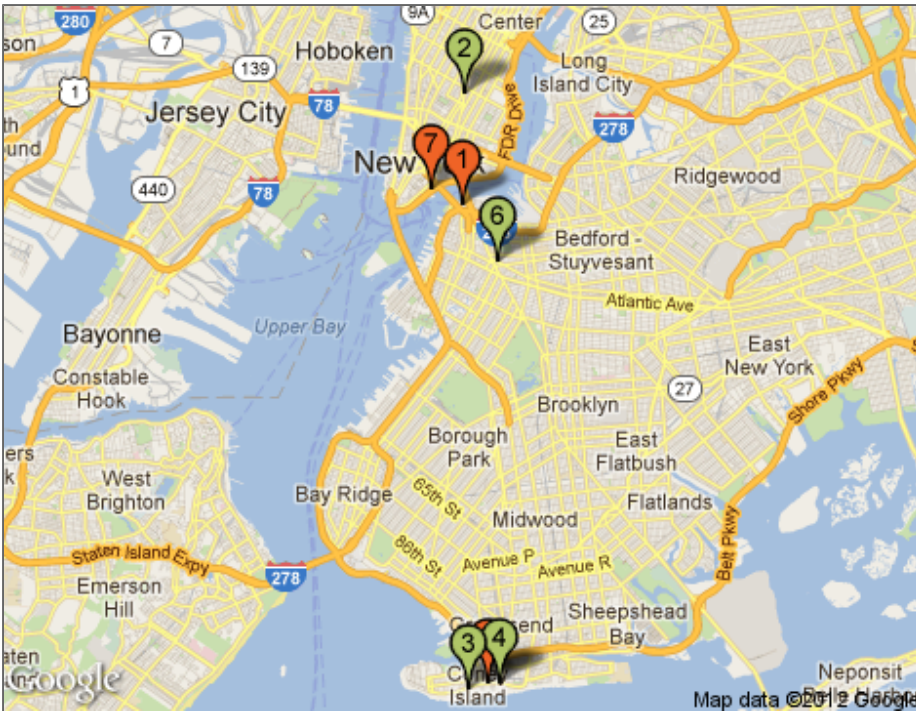 280
9A
Center
25
son
7
Hoboken
2
Long
Island City
139
1
78
FDR Drive
Jersey City
278
th
ound
7
1
New
Ridgewood
440
78
6
Bedford -
Stuyvesant
Atlantic Ave
Upper Bay
Bayonne
East
New York
Constable
Hook
27
Shore Pkwy
Brooklyn
Borough
Park
East
Flatbush
ers
k
West
Brighton
Bay Ridge
65th St
Flatlands
Midwood
86th St
Avenue P
Avenue R
Belt Pkwy
Staten Island Expy
278
Emerson
Hill
Sheepshead
Bay
3
4
Island
aten
Google
Neponsit
Map data ©2012 Google